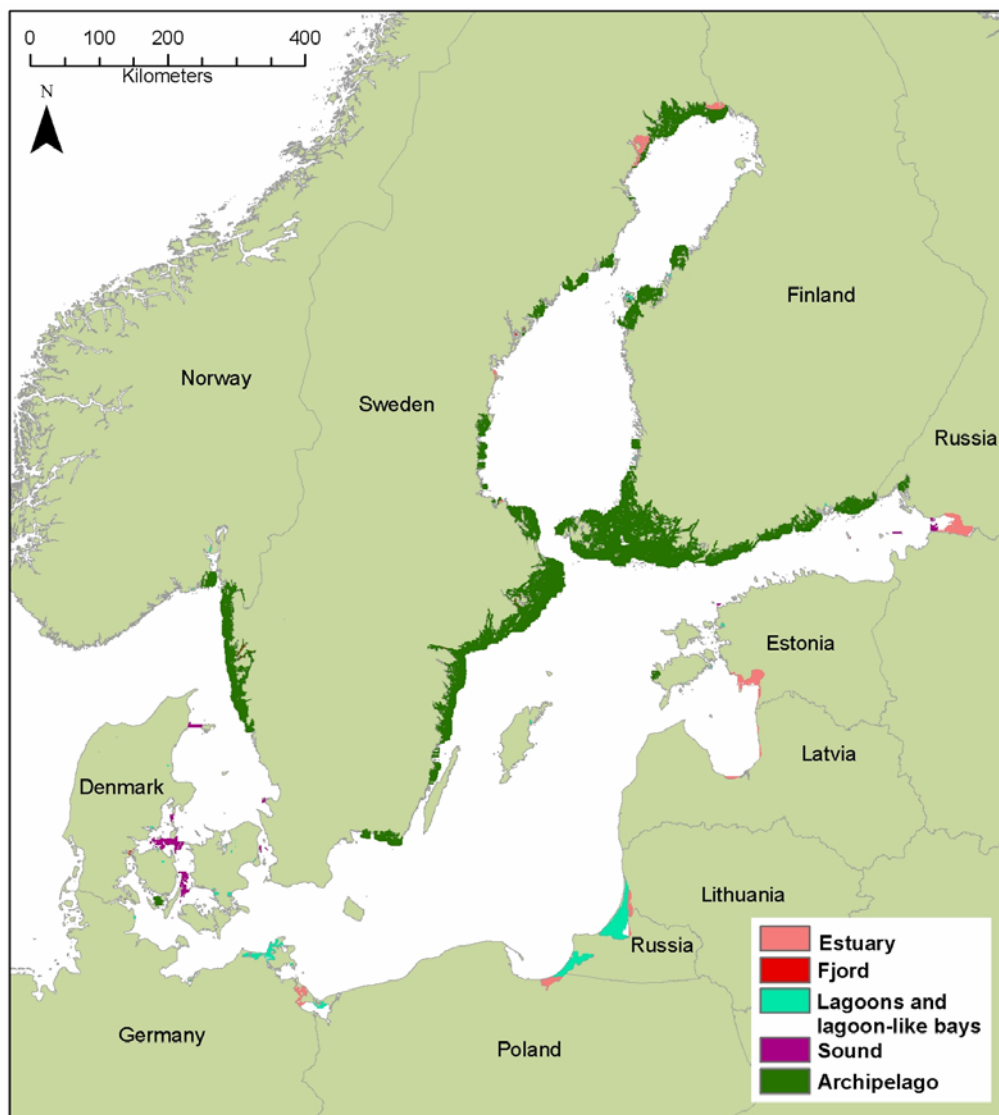 0 100 200 400
Kilometers
N
Finland
Norway
Sweden
Russia
Estonia
Latvia
Denmark
Lithuania
Russia
Germany
Poland
Estuary
Fjord
Lagoons and
lagoon-like bays
Sound
Archipelago